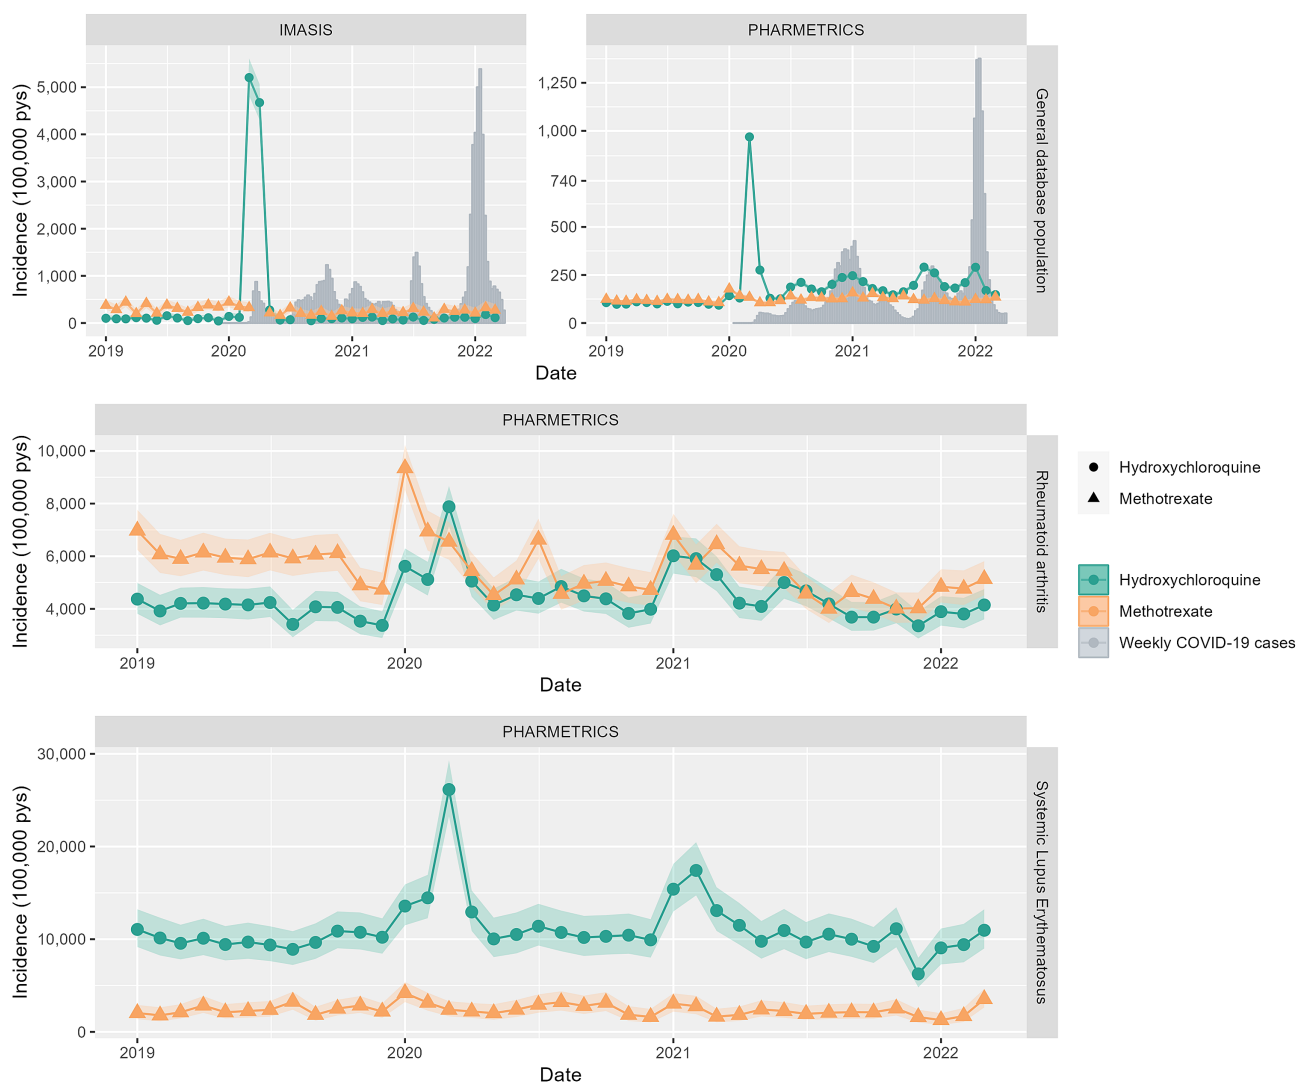 IMASIS
PHARMETRICS
Incidence (100,000 pys)
5,000
4,000
3,000
2,000
1,000
0
1,250
1,000
740
500
250
0
General database population
2019
2020
2021
2022
2019
2020
2021
2022
Date
PHARMETRICS
Incidence (100,000 pys)
10,000
8,000
6,000
4,000
Rheumatoid arthritis
2019
2020
2021
2022
Date
Hydroxychloroquine
Methotrexate
Hydroxychloroquine
Methotrexate
Weekly COVID-19 cases
PHARMETRICS
Incidence (100,000 pys)
30,000
20,000
10,000
0
Systemic Lupus Erythematosus
2019
2020
2021
2022
Date